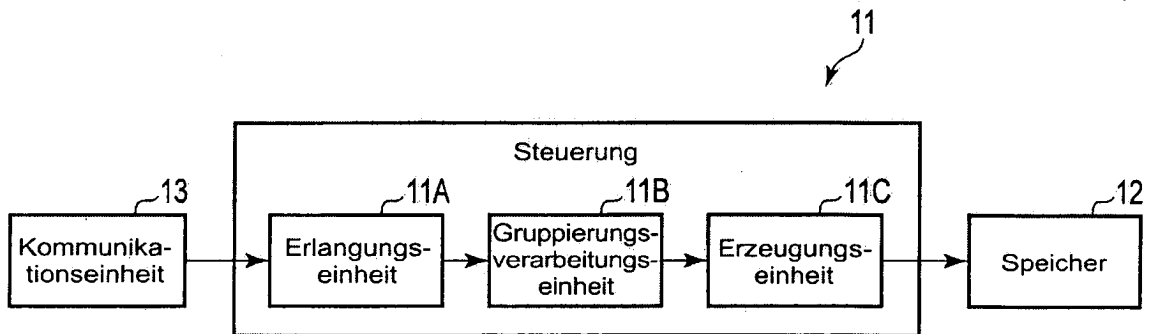 11
Steuerung
13
11A
11B
11C
12
Kommunika-
tionseinheit
Erlangungs-
einheit
Gruppierungs-
verarbeitungs-
einheit
Erzeugungs-
einheit
Speicher